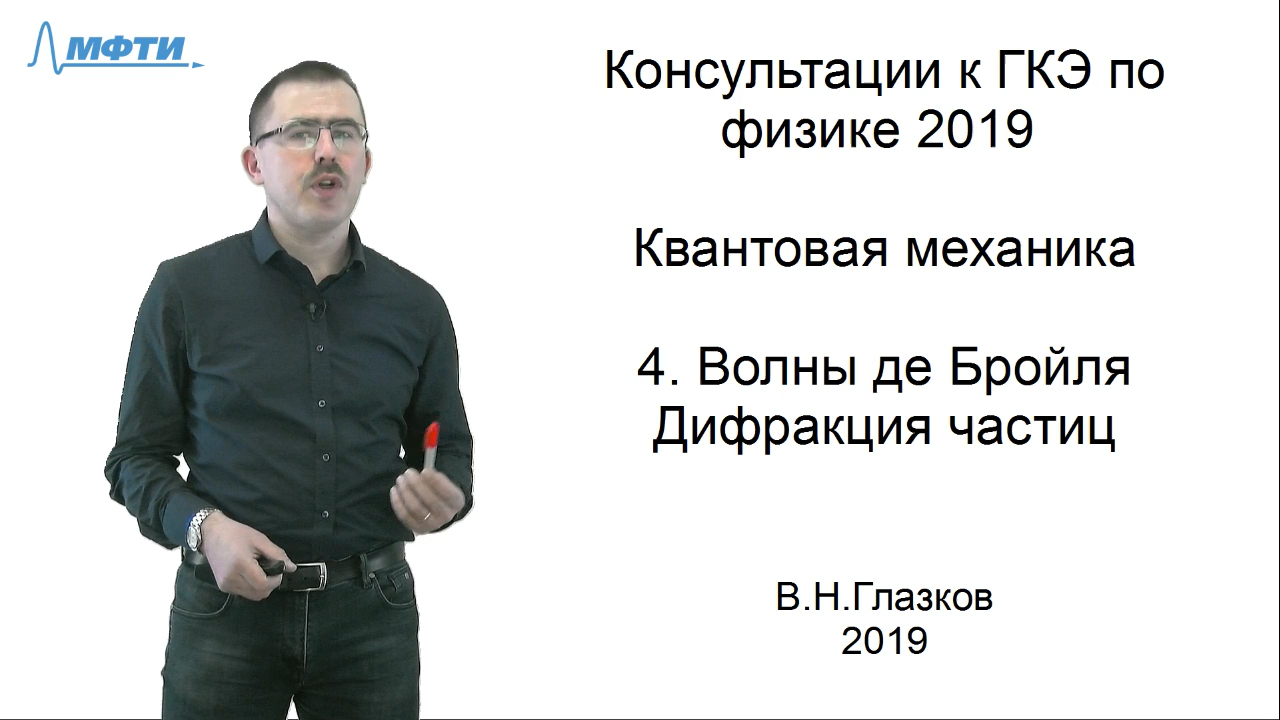 МФТИ
Консультации к ГКЭ по
физике 2019
Квантовая механика
4. Волны де Бройля
Дифракция частиц
В.Н.Глазков
2019